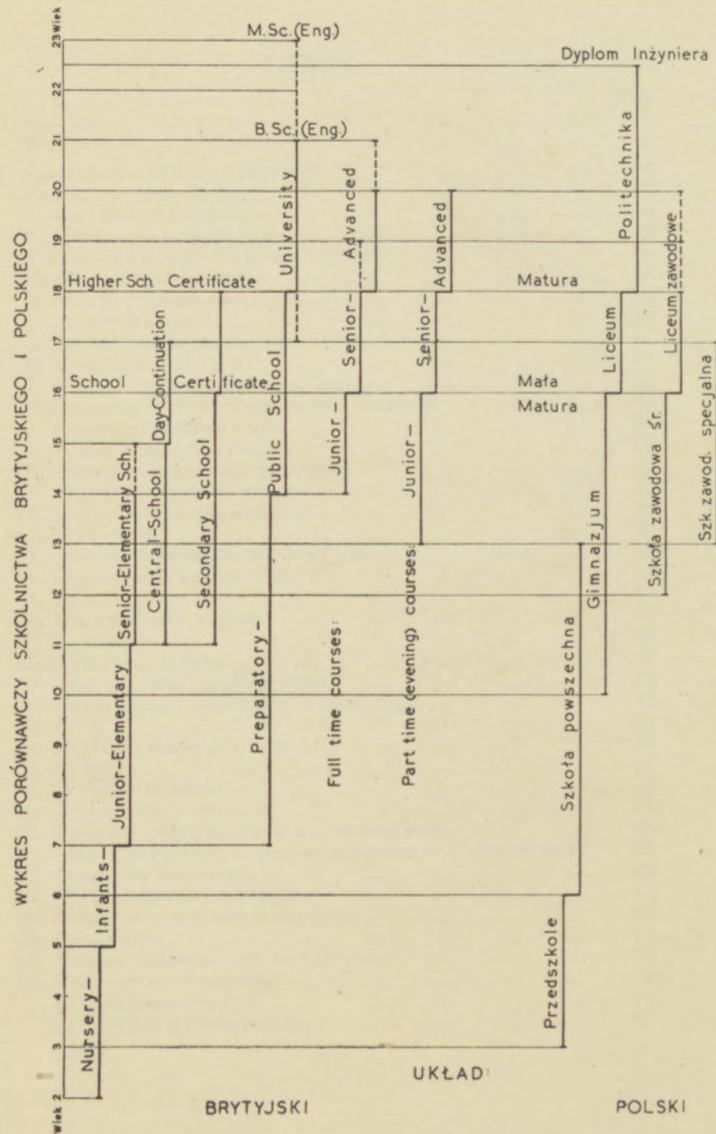 WYKRES PORÓWNAWCZY SZKOLNICTWA BRYTYJSKIEGO I POLSKIEGO
Wiek 2 3 4 5 6 7 8 9 10 11 12 13 14 15 16 17 18 19 20 21 22 23 Wiek
M.Sc.(Eng)
Dyplom Inżyniera
B.Sc.(Eng.)
Higher Sch. Certificate
Matura
School Certificate
Mała
Matura
Nursery-
Infants-
Junior-Elementary
Senior-Elementary Sch.
Central-School
Day-Continuation
Secondary School
Preparatory-
Public School
University
Full time courses:
Junior-
Senior-
Advanced
Part time (evening) courses:
Junior-
Senior-
Advanced
Przedszkole
Szkoła powszechna
Gimnazjum
Liceum
Politechnika
Szkoła zawodowa śr.
Liceum zawodowe
Szk. zawod. specjalna
UKŁAD:
BRYTYJSKI
POLSKI